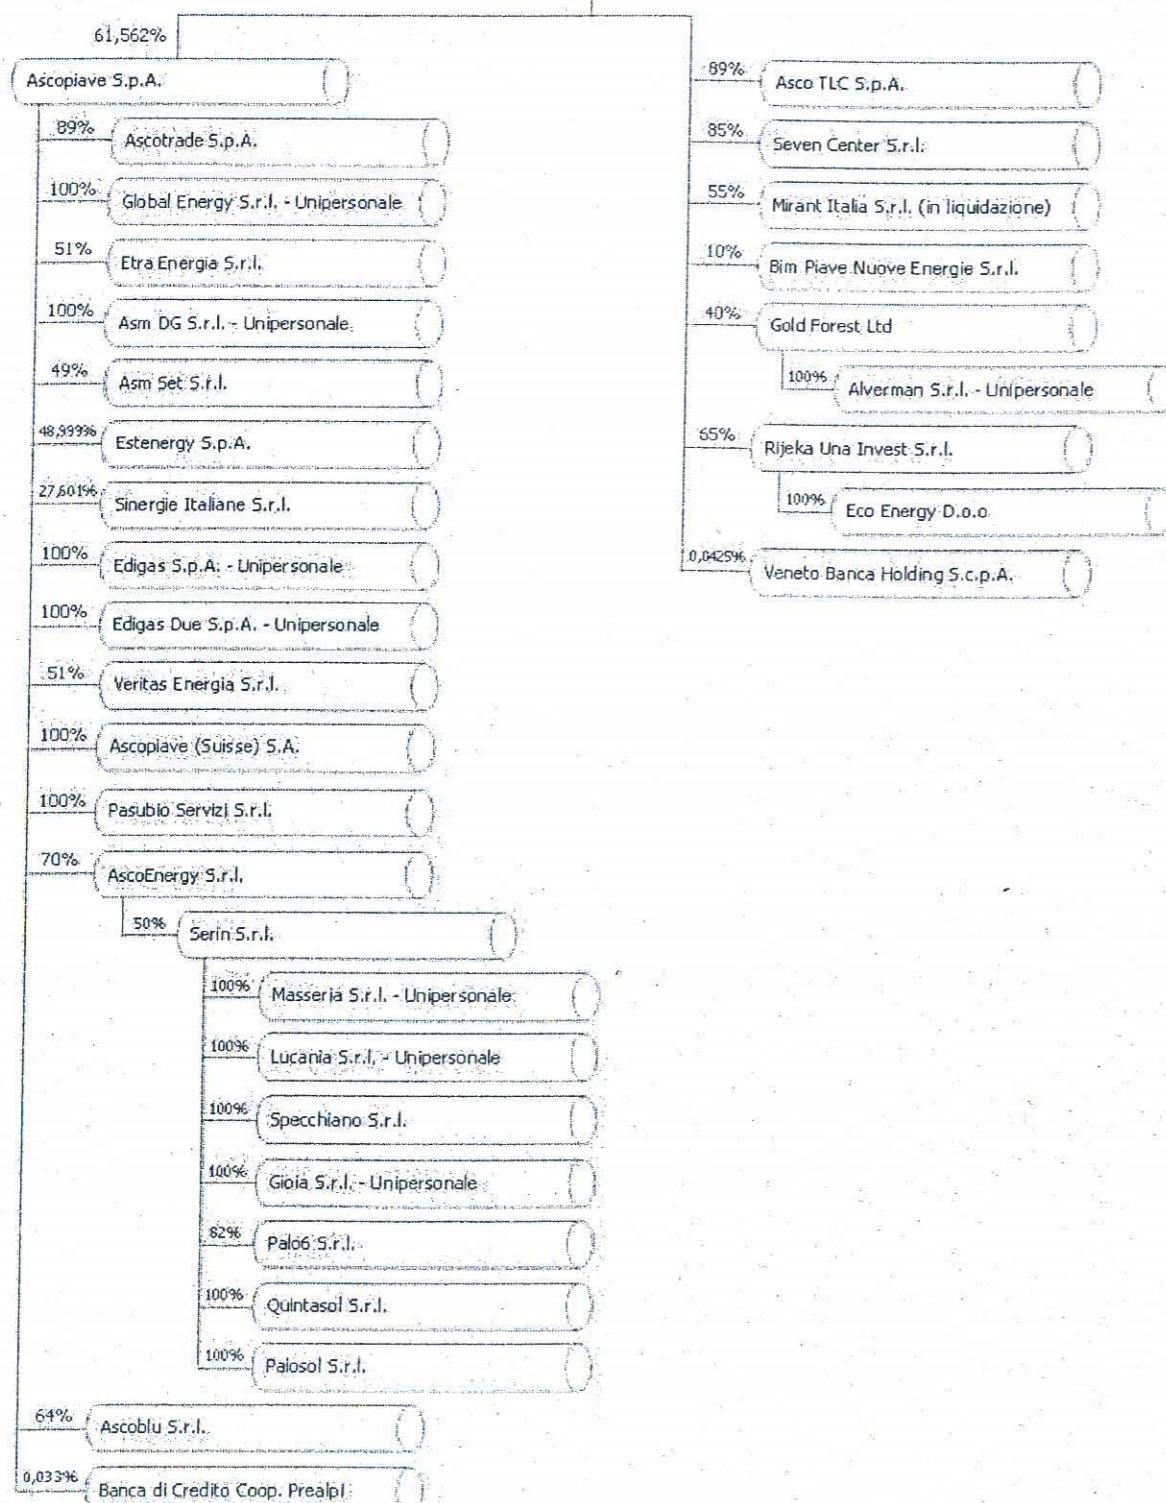 61,562%
Ascopiave S.p.A.
89%
Ascotrade S.p.A.
100%
Global Energy S.r.l. - Unipersonale
51%
Etra Energia S.r.l.
100%
Asm DG S.r.l. - Unipersonale
49%
Asm Set S.r.l.
48,999%
Estenergy S.p.A.
27,601%
Sinergie Italiane S.r.l.
100%
Edigas S.p.A. - Unipersonale
100%
Edigas Due S.p.A. - Unipersonale
51%
Veritas Energia S.r.l.
100%
Ascopiave (Suisse) S.A.
100%
Pasubio Servizi S.r.l.
70%
AscoEnergy S.r.l.
50%
Serin S.r.l.
100%
Masseria S.r.l. - Unipersonale
100%
Lucania S.r.l. - Unipersonale
100%
Specchiano S.r.l.
100%
Gioia S.r.l. - Unipersonale
82%
Palo6 S.r.l.
100%
Quintasol S.r.l.
100%
Palosol S.r.l.
64%
Ascoblu S.r.l.
0,033%
Banca di Credito Coop. Prealpi
89%
Asco TLC S.p.A.
85%
Seven Center S.r.l.
55%
Mirant Italia S.r.l. (in liquidazione)
10%
Bim Piave Nuove Energie S.r.l.
40%
Gold Forest Ltd
100%
Alverman S.r.l. - Unipersonale
65%
Rijeka Una Invest S.r.l.
100%
Eco Energy D.o.o
0,0425%
Veneto Banca Holding S.c.p.A.